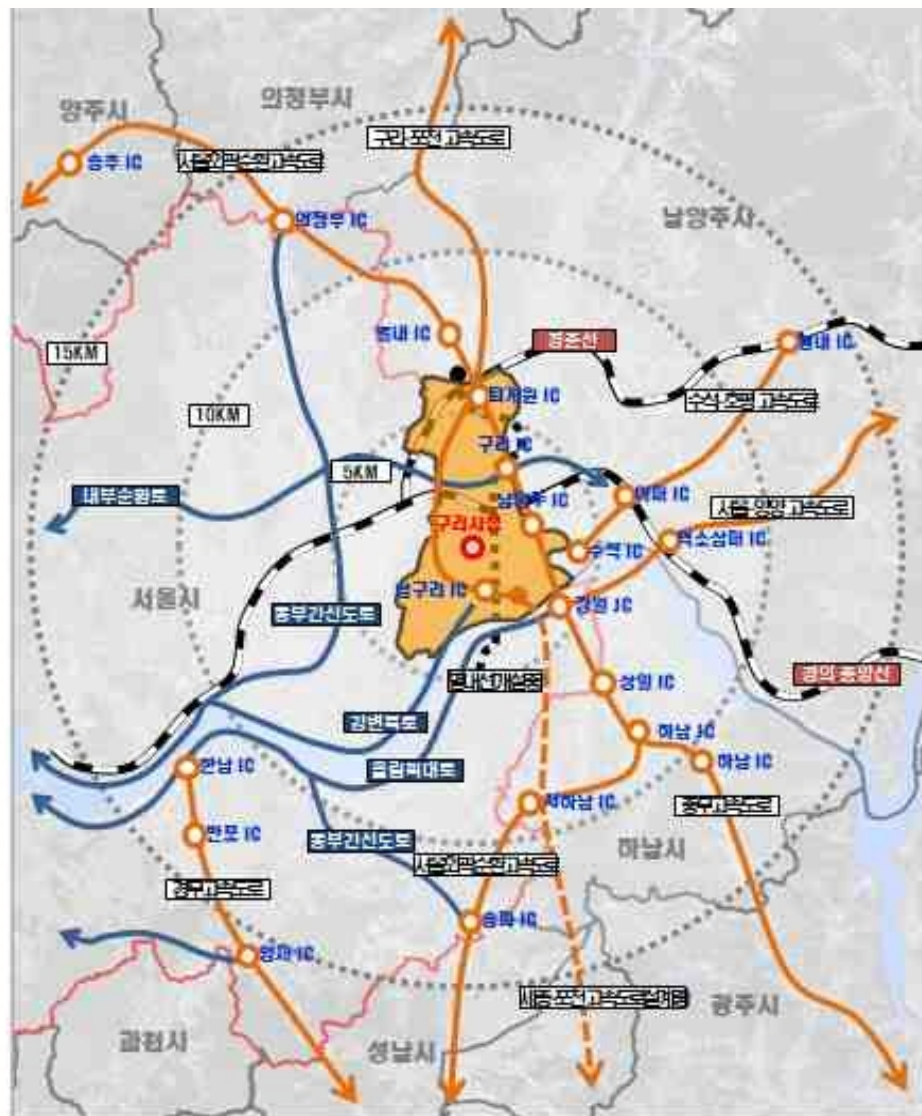 의정부시
양주시
구리·포천 고속도로
송추 IC
서울외곽순환고속도로
남양주시
의정부 IC
별내 IC
경춘선
15KM
퇴계원 IC
수석·호평 고속도로
10KM
구리 IC
5KM
내부순환로
남양주 IC
서울·양양 고속도로
구리시청
수석 IC
덕소삼패 IC
서울시
남구리 IC
강일 IC
동부간선도로
경의·중앙선
강변북로
하남 IC
올림픽대로
하남 IC
한남 IC
서하남 IC
중부고속도로
반포 IC
동부간선도로
서울외곽순환고속도로
하남시
경부고속도로
송파 IC
양재 IC
광주시
과천시
성남시